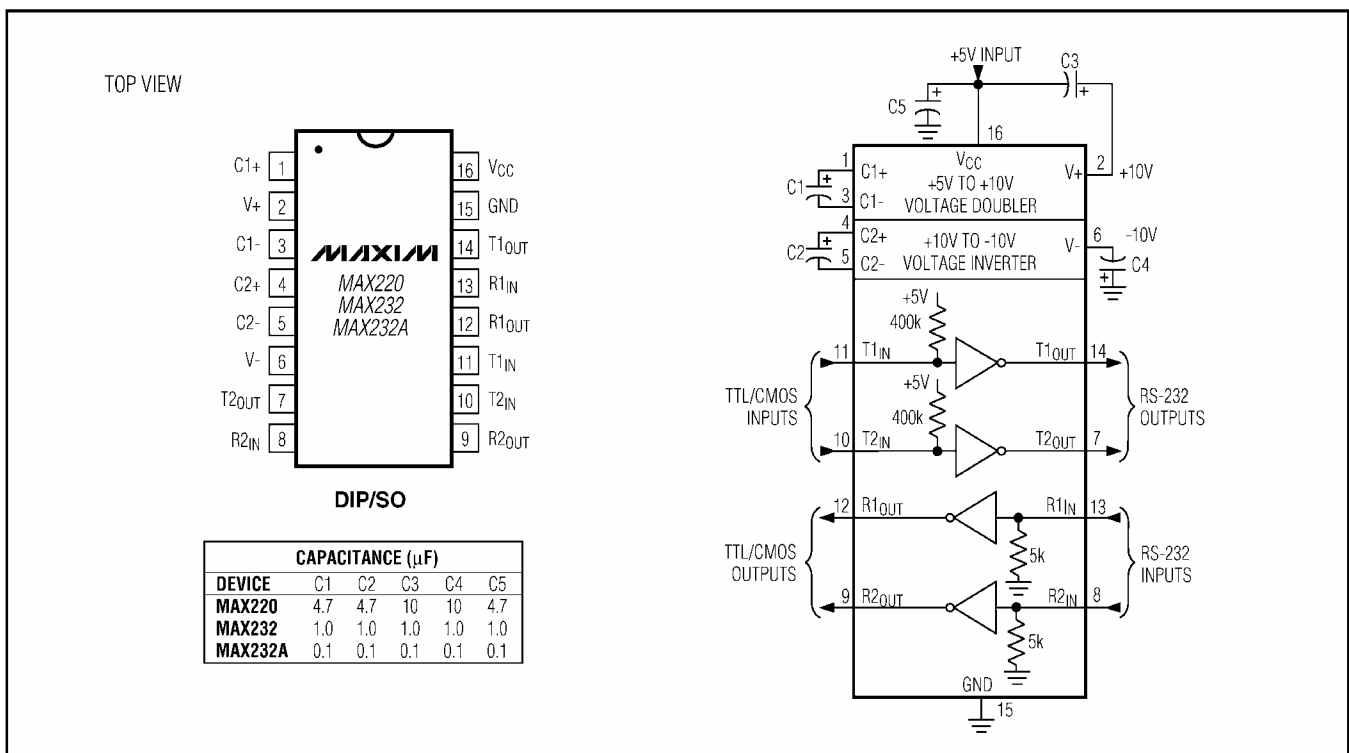 TOP VIEW
C1+ 1
V+ 2
C1- 3
C2+ 4
C2- 5
V- 6
T2OUT 7
R2IN 8
16 VCC
15 GND
14 T1OUT
13 R1IN
12 R1OUT
11 T1IN
10 T2IN
9 R2OUT
MAXIM
MAX220
MAX232
MAX232A
DIP/SO
CAPACITANCE (µF)
DEVICE C1 C2 C3 C4 C5
MAX220 4.7 4.7 10 10 4.7
MAX232 1.0 1.0 1.0 1.0 1.0
MAX232A 0.1 0.1 0.1 0.1 0.1
+5V INPUT
C3
+
+
C5
16
1
C1+
C1
+
3
C1-
VCC
+5V TO +10V
VOLTAGE DOUBLER
V+
2
+10V
4
C2+
C2
+
5
C2-
+10V TO -10V
VOLTAGE INVERTER
V-
6
-10V
C4
+
+5V
400k
11 T1IN
T1OUT 14
+5V
400k
10 T2IN
T2OUT 7
TTL/CMOS
INPUTS
RS-232
OUTPUTS
12 R1OUT
R1IN 13
5k
9 R2OUT
R2IN 8
5k
TTL/CMOS
OUTPUTS
RS-232
INPUTS
GND
15